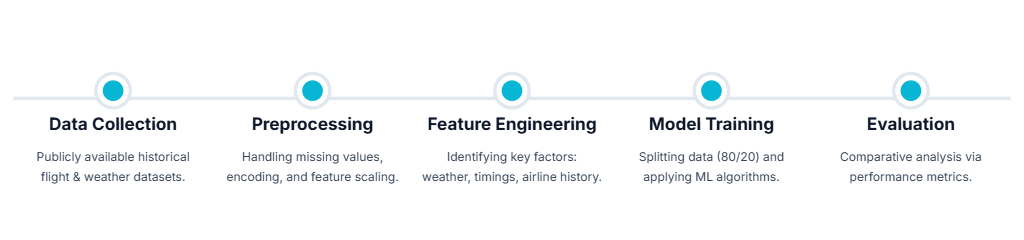 Data Collection
Publicly available historical
flight & weather datasets.
Preprocessing
Handling missing values,
encoding, and feature scaling.
Feature Engineering
Identifying key factors:
weather, timings, airline history.
Model Training
Splitting data (80/20) and
applying ML algorithms.
Evaluation
Comparative analysis via
performance metrics.